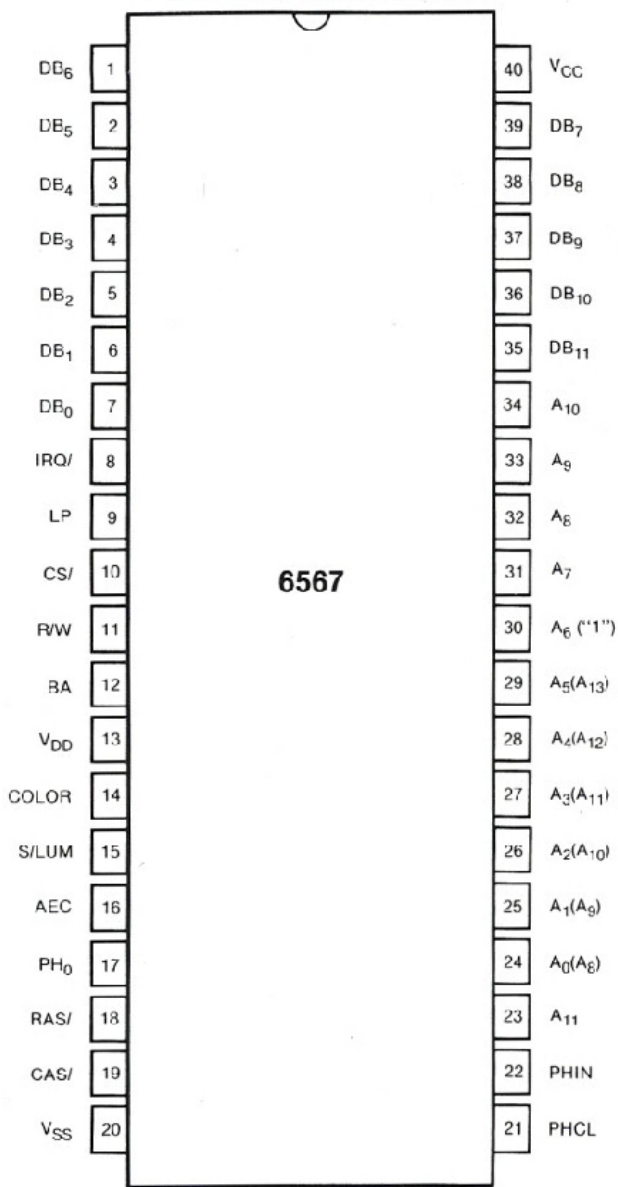 DB6 1 40 VCC
DB5 2 39 DB7
DB4 3 38 DB8
DB3 4 37 DB9
DB2 5 36 DB10
DB1 6 35 DB11
DB0 7 34 A10
IRQ/ 8 33 A9
LP 9 32 A8
CS/ 10 31 A7
6567
R/W 11 30 A6 ("1")
BA 12 29 A5(A13)
VDD 13 28 A4(A12)
COLOR 14 27 A3(A11)
S/LUM 15 26 A2(A10)
AEC 16 25 A1(A9)
PH0 17 24 A0(A8)
RAS/ 18 23 A11
CAS/ 19 22 PHIN
VSS 20 21 PHCL